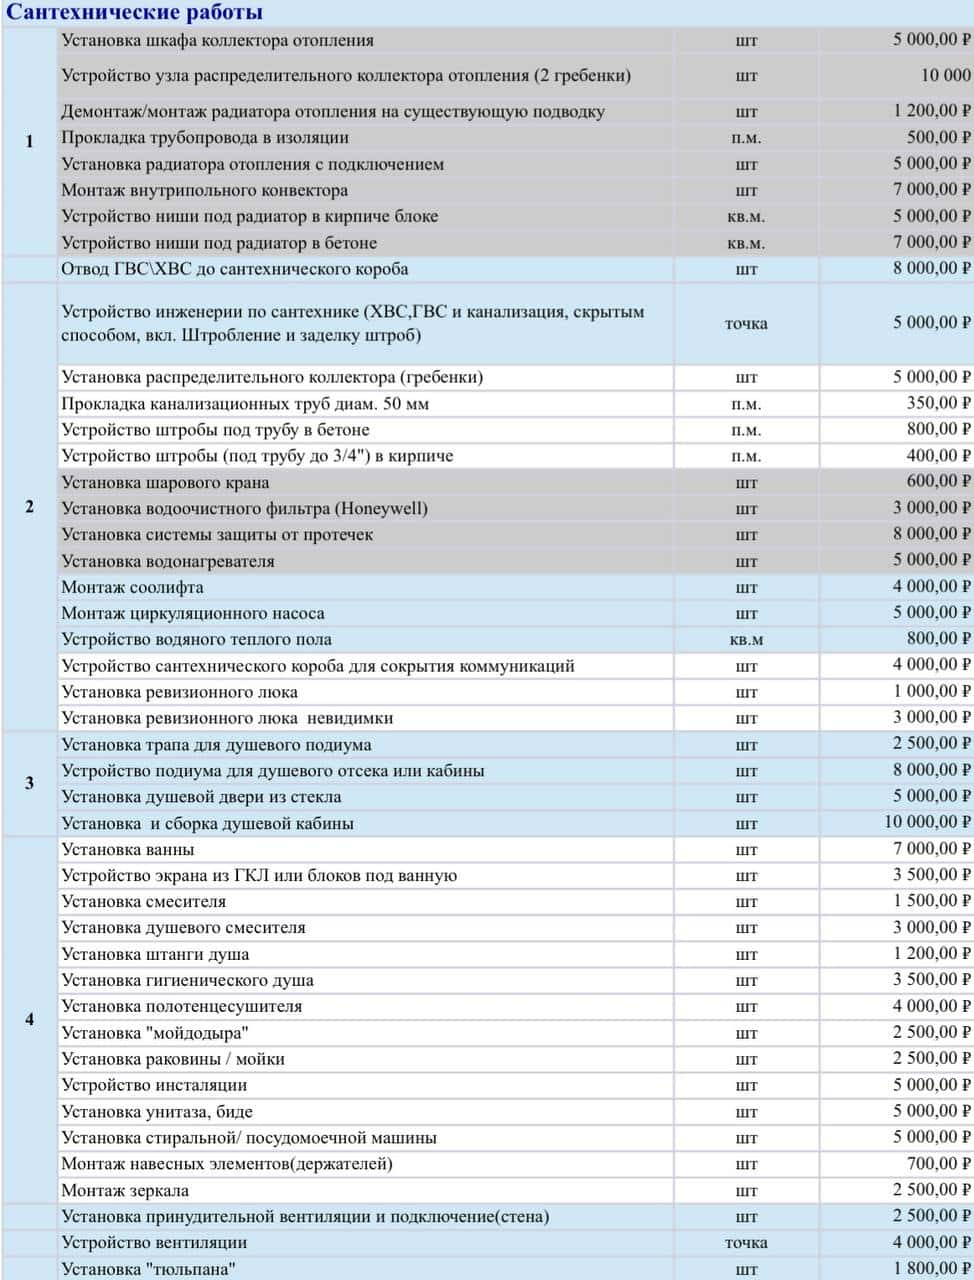 Сантехнические работы
Установка шкафа коллектора отопления шт 5 000,00 ₽
Устройство узла распределительного коллектора отопления (2 гребенки) шт 10 000
Демонтаж/монтаж радиатора отопления на существующую подводку шт 1 200,00 ₽
1 Прокладка трубопровода в изоляции п.м. 500,00 ₽
Установка радиатора отопления с подключением шт 5 000,00 ₽
Монтаж внутрипольного конвектора шт 7 000,00 ₽
Устройство ниши под радиатор в кирпиче блоке кв.м. 5 000,00 ₽
Устройство ниши под радиатор в бетоне кв.м. 7 000,00 ₽
Отвод ГВС\ХВС до сантехнического короба шт 8 000,00 ₽
Устройство инженерии по сантехнике (ХВС,ГВС и канализация, скрытым
способом, вкл. Штробление и заделку штроб) точка 5 000,00 ₽
Установка распределительного коллектора (гребенки) шт 5 000,00 ₽
Прокладка канализационных труб диам. 50 мм п.м. 350,00 ₽
Устройство штробы под трубу в бетоне п.м. 800,00 ₽
Устройство штробы (под трубу до 3/4") в кирпиче п.м. 400,00 ₽
Установка шарового крана шт 600,00 ₽
2 Установка водоочистного фильтра (Honeywell) шт 3 000,00 ₽
Установка системы защиты от протечек шт 8 000,00 ₽
Установка водонагревателя шт 5 000,00 ₽
Монтаж соолифта шт 4 000,00 ₽
Монтаж циркуляционного насоса шт 5 000,00 ₽
Устройство водяного теплого пола кв.м 800,00 ₽
Устройство сантехнического короба для сокрытия коммуникаций шт 4 000,00 ₽
Установка ревизионного люка шт 1 000,00 ₽
Установка ревизионного люка невидимки шт 3 000,00 ₽
Установка трапа для душевого подиума шт 2 500,00 ₽
3 Устройство подиума для душевого отсека или кабины шт 8 000,00 ₽
Установка душевой двери из стекла шт 5 000,00 ₽
Установка и сборка душевой кабины шт 10 000,00 ₽
Установка ванны шт 7 000,00 ₽
Устройство экрана из ГКЛ или блоков под ванную шт 3 500,00 ₽
Установка смесителя шт 1 500,00 ₽
Установка душевого смесителя шт 3 000,00 ₽
Установка штанги душа шт 1 200,00 ₽
Установка гигиенического душа шт 3 500,00 ₽
4 Установка полотенцесушителя шт 4 000,00 ₽
Установка "мойдодыра" шт 2 500,00 ₽
Установка раковины / мойки шт 2 500,00 ₽
Устройство инсталяции шт 5 000,00 ₽
Установка унитаза, биде шт 5 000,00 ₽
Установка стиральной/ посудомоечной машины шт 5 000,00 ₽
Монтаж навесных элементов(держателей) шт 700,00 ₽
Монтаж зеркала шт 2 500,00 ₽
Установка принудительной вентиляции и подключение(стена) шт 2 500,00 ₽
Устройство вентиляции точка 4 000,00 ₽
Установка "тюльпана" шт 1 800,00 ₽